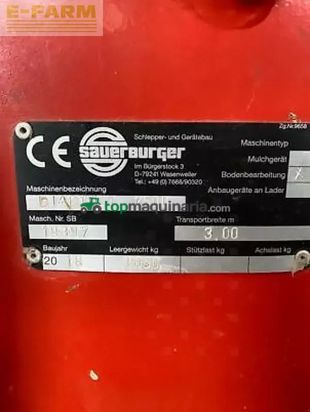 E-FARM
Zg.Nr.9658
CE SAUERBURGER
Schlepper- und Gerätebau
Im Bürgerstock 3
D-79241 Wasenweiler
Tel.: +49 (0) 7668/90320
Maschinentyp
Mulchgerät
Bodenbearbeitung X
Anbaugeräte an Lader
Maschinenbezeichnung
topmaquinaria.com
Masch. Nr. SB
Transportbreite m
3.00
Baujahr
Leergewicht kg
Stützlast kg
Achslast kg
20 18